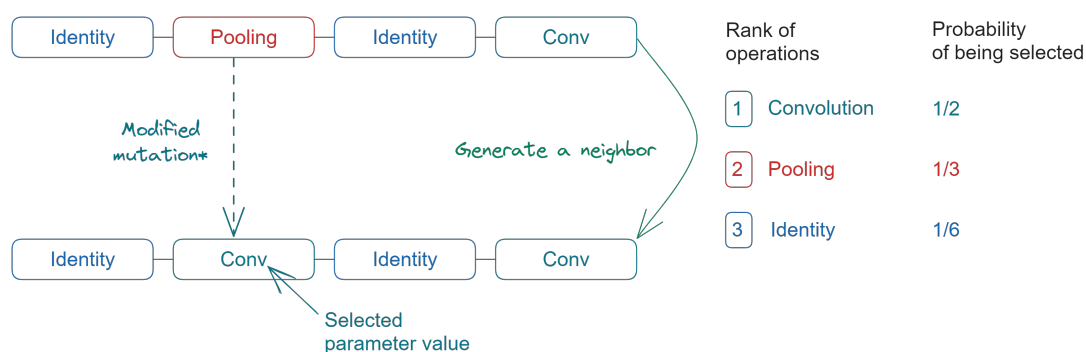 Identity Pooling Identity Conv
Modified
mutation*
Generate a neighbor
Identity Conv Identity Conv
Selected
parameter value
Rank of
operations
Probability
of being selected
1 Convolution 1/2
2 Pooling 1/3
3 Identity 1/6